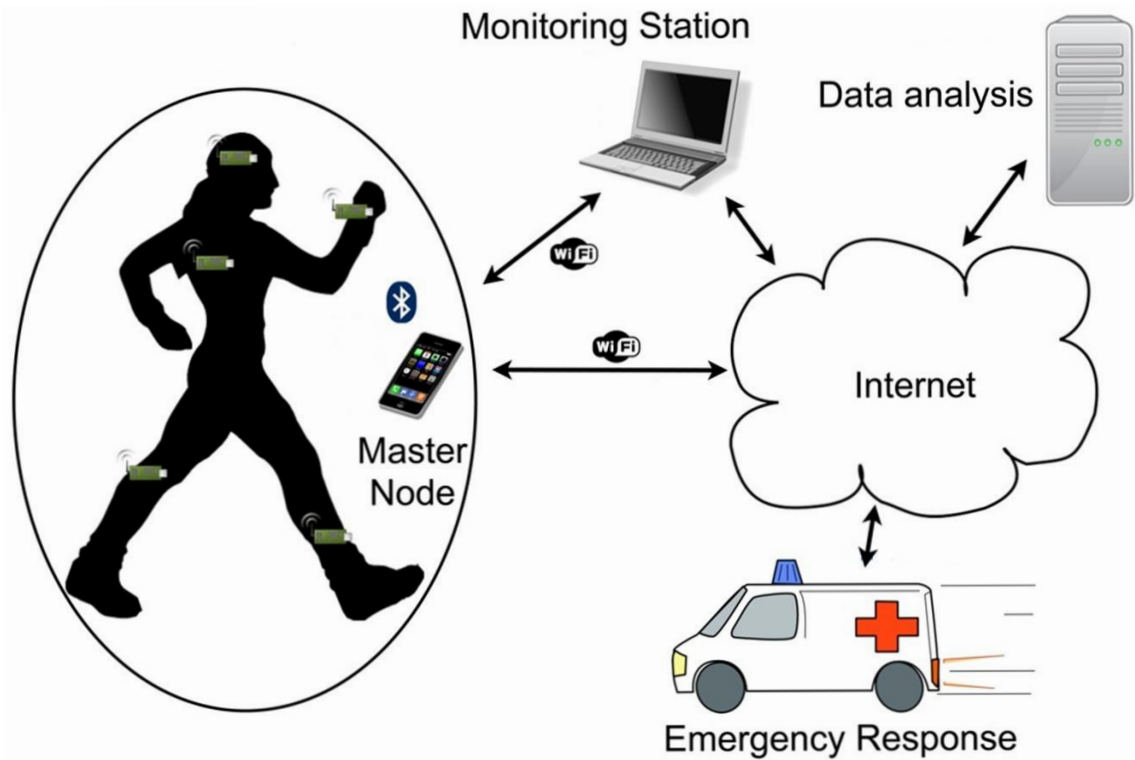 Monitoring Station
Data analysis
WiFi
WiFi
Internet
Master
Node
Emergency Response